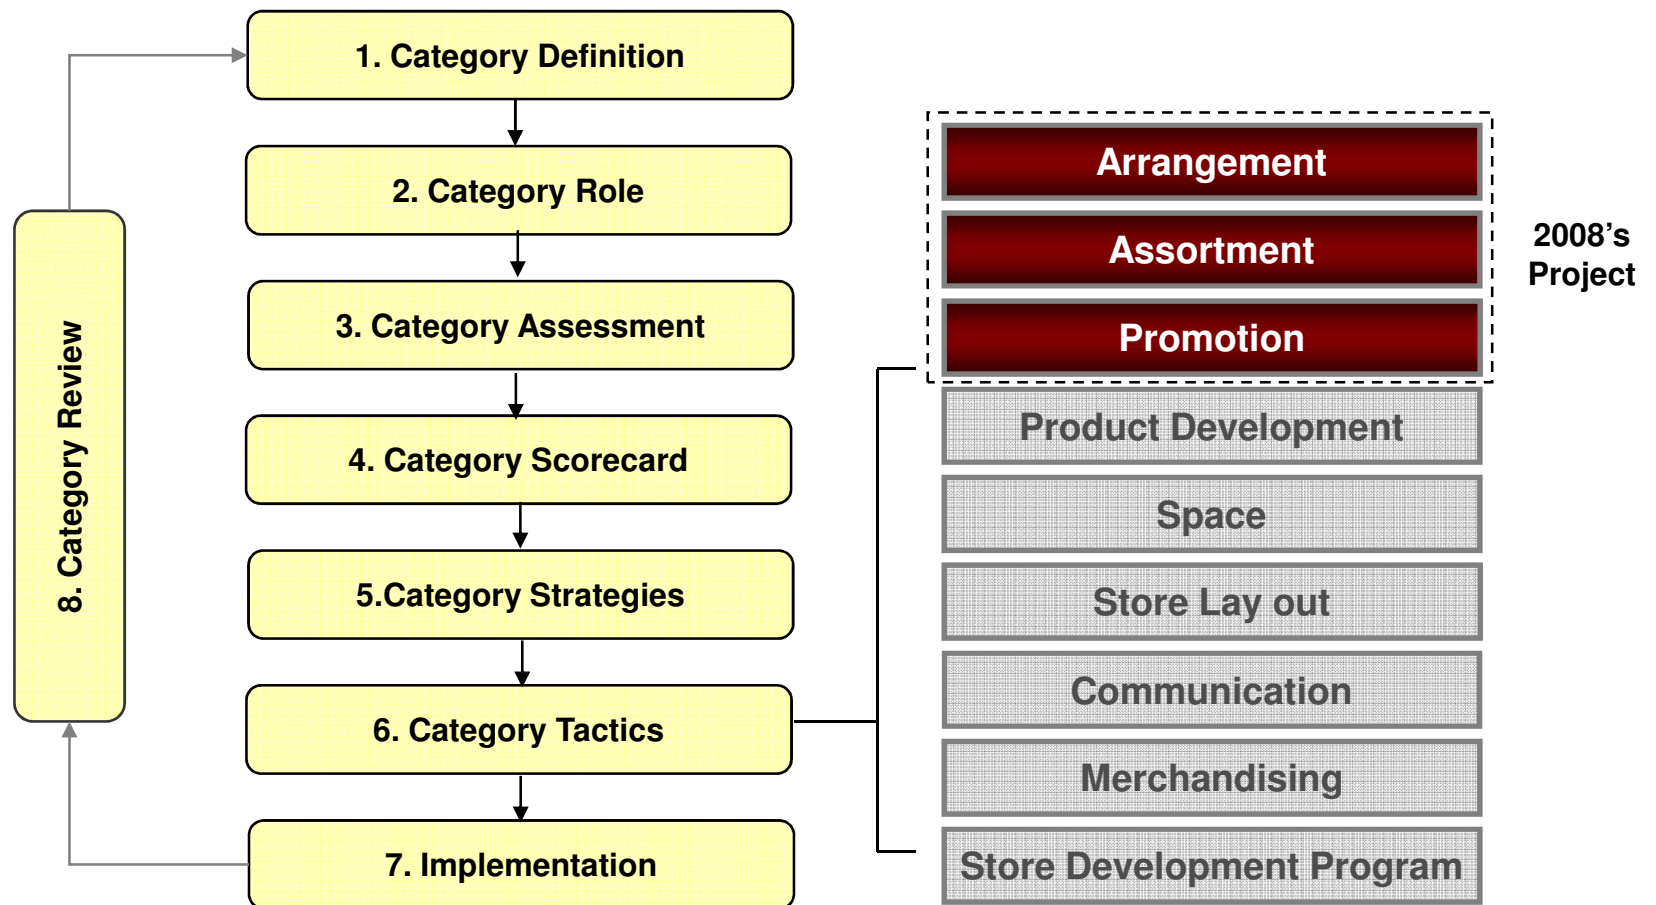 1. Category Definition
2. Category Role
3. Category Assessment
4. Category Scorecard
5.Category Strategies
6. Category Tactics
7. Implementation
8. Category Review
Arrangement
Assortment
Promotion
Product Development
Space
Store Lay out
Communication
Merchandising
Store Development Program
2008’s
Project